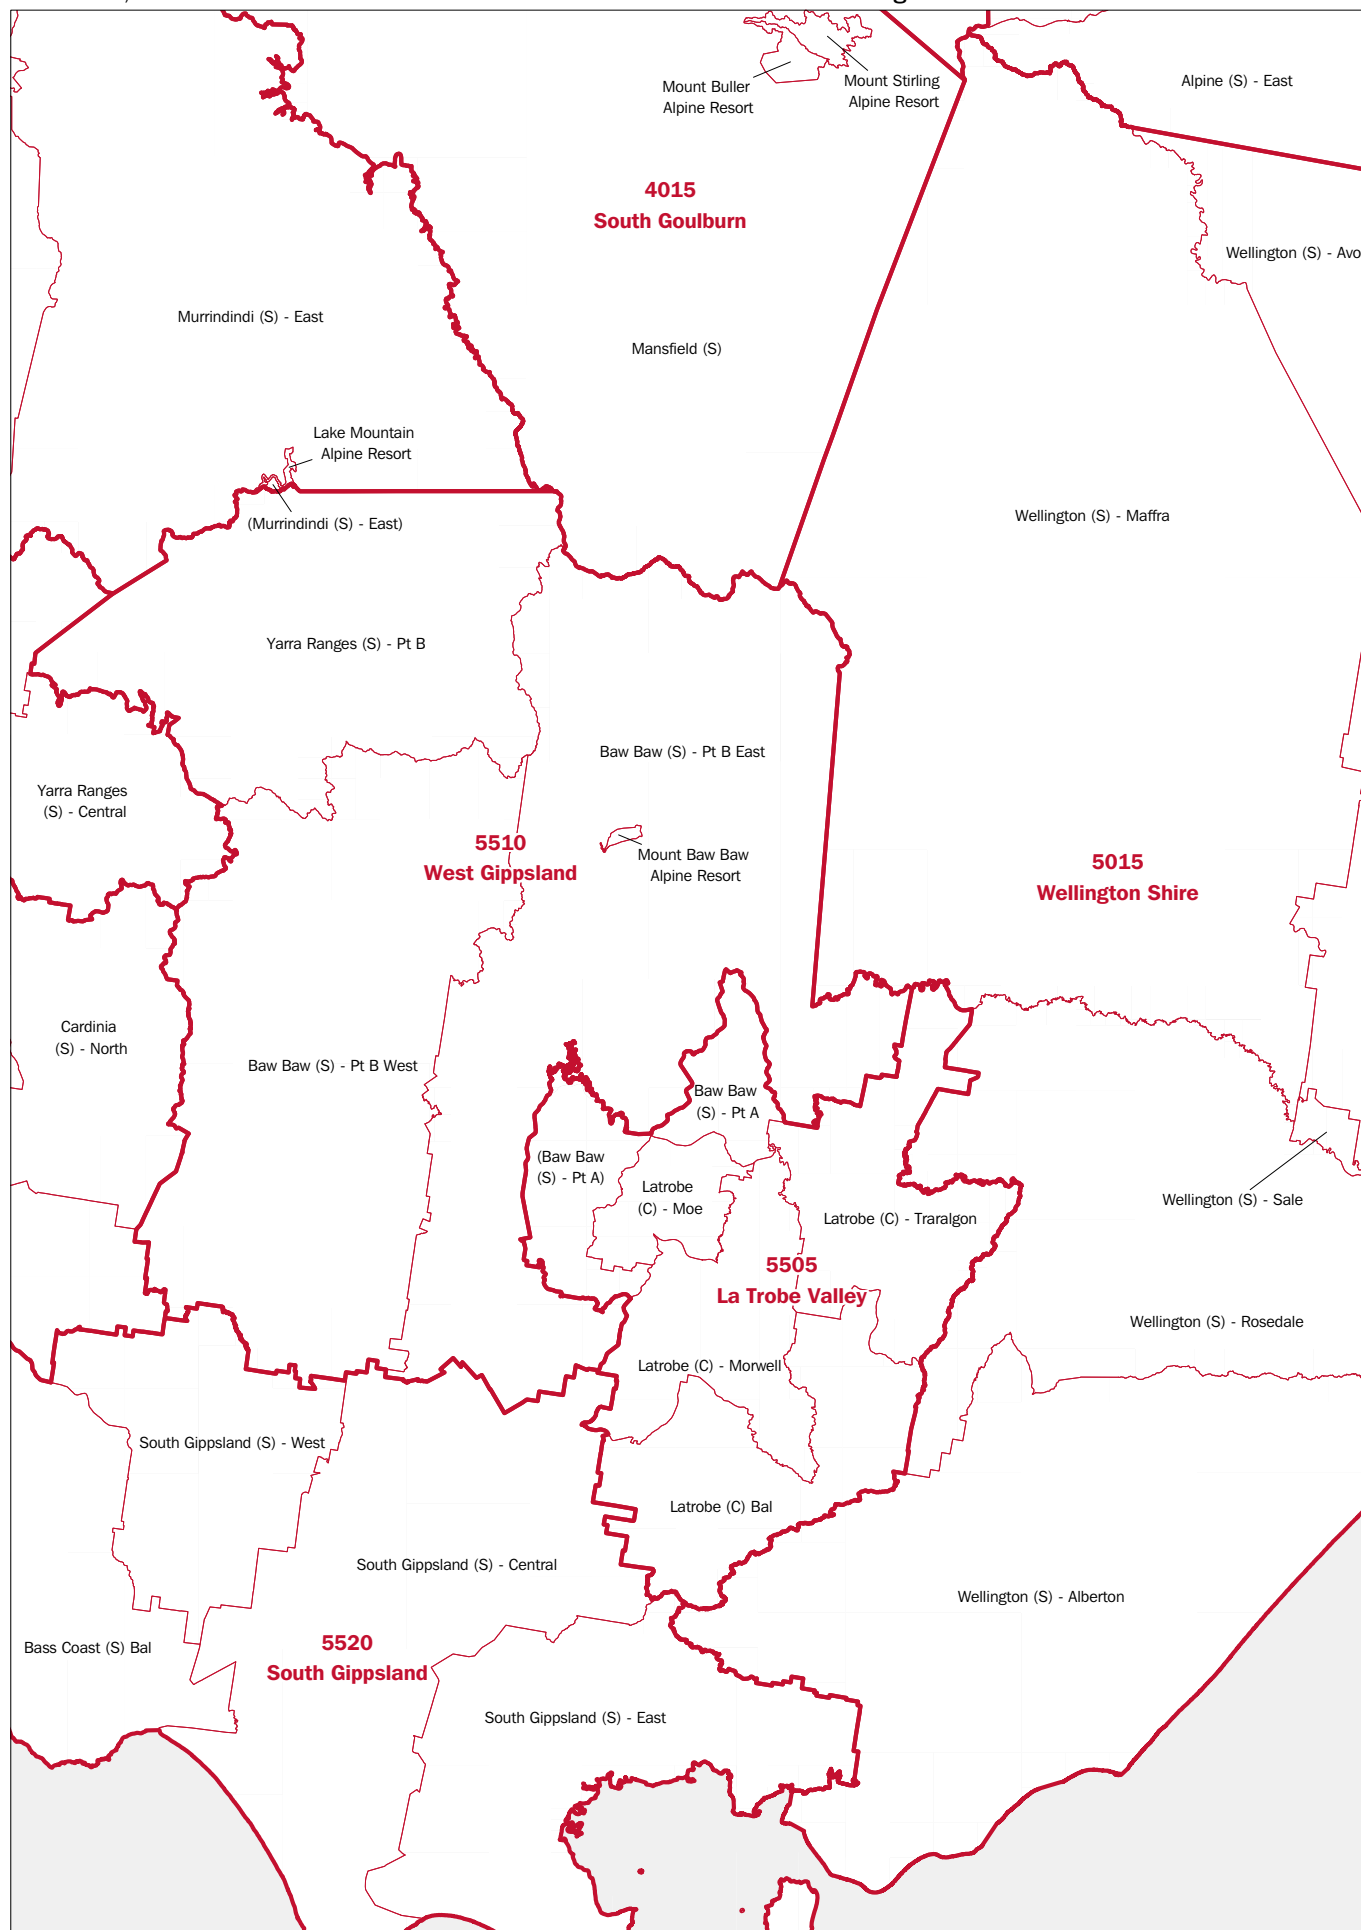 Mount Buller
Alpine Resort
Mount Stirling
Alpine Resort
Alpine (S) - East
4015
South Goulburn
Wellington (S) - Avo
Murrindindi (S) - East
Mansfield (S)
Lake Mountain
Alpine Resort
(Murrindindi (S) - East)
Wellington (S) - Maffra
Yarra Ranges (S) - Pt B
Baw Baw (S) - Pt B East
Yarra Ranges
(S) - Central
5510
West Gippsland
Mount Baw Baw
Alpine Resort
5015
Wellington Shire
Cardinia
(S) - North
Baw Baw (S) - Pt B West
Baw Baw
(S) - Pt A
(Baw Baw
(S) - Pt A)
Latrobe
(C) - Moe
Wellington (S) - Sale
Latrobe (C) - Traralgon
5505
La Trobe Valley
Wellington (S) - Rosedale
Latrobe (C) - Morwell
South Gippsland (S) - West
Latrobe (C) Bal
South Gippsland (S) - Central
Wellington (S) - Alberton
Bass Coast (S) Bal
5520
South Gippsland
South Gippsland (S) - East